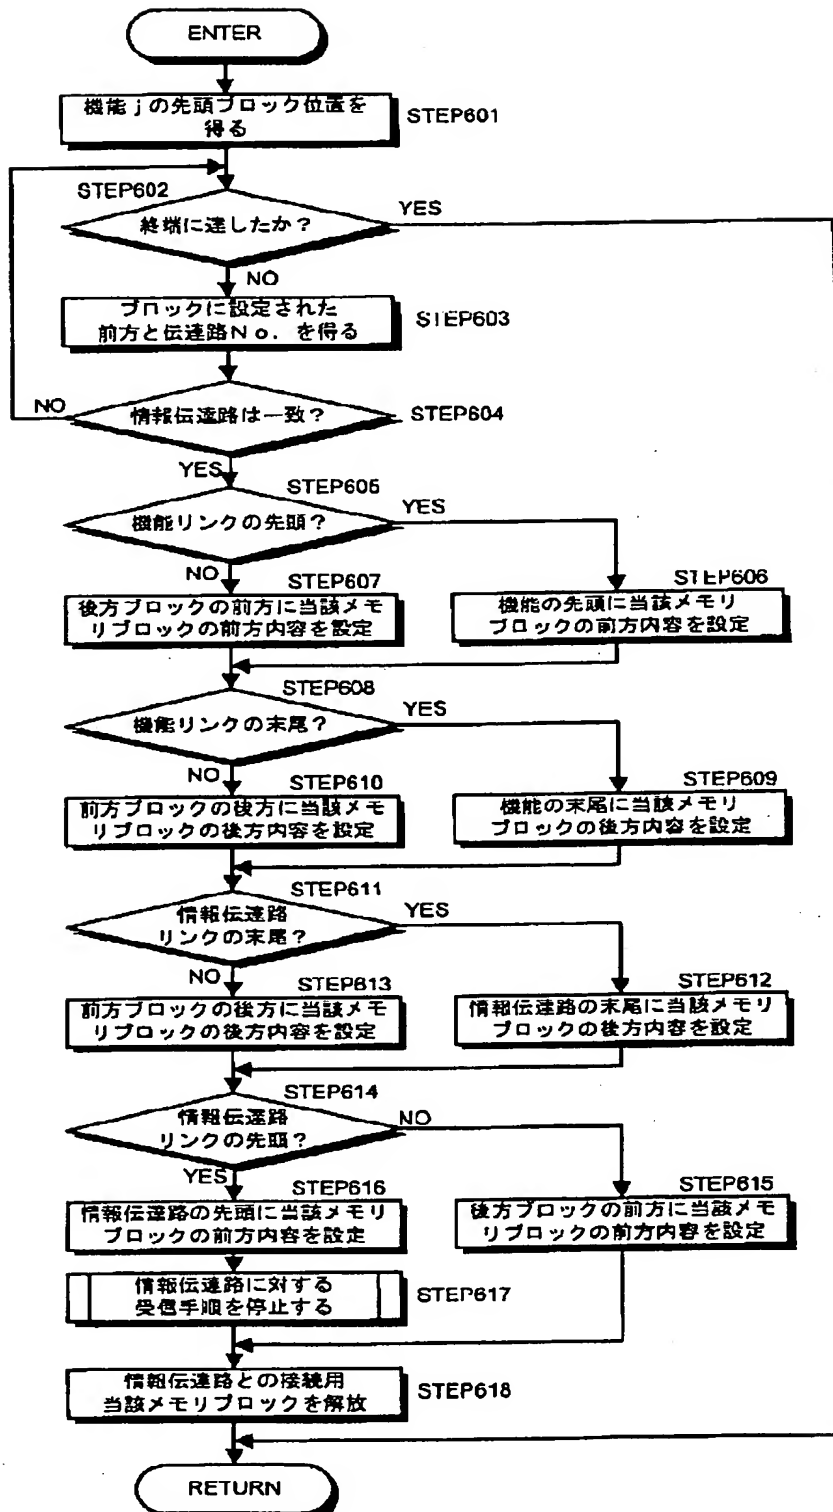 ENTER
機能jの先頭ブロック位置を
得る
STEP601
STEP602
終端に達したか?
YES
NO
ブロックに設定された
前方と伝達路No.を得る
STEP603
NO
情報伝達路は一致?
STEP604
YES
STEP605
機能リンクの先頭?
YES
NO
STEP607
後方ブロックの前方に当該メモ
リブロックの前方内容を設定
STEP606
機能の先頭に当該メモリ
ブロックの前方内容を設定
STEP608
機能リンクの末尾?
YES
NO
STEP610
前方ブロックの後方に当該メモ
リブロックの後方内容を設定
STEP609
機能の末尾に当該メモリ
ブロックの後方内容を設定
STEP611
情報伝達路
リンクの末尾?
YES
NO
STEP613
前方ブロックの後方に当該メモ
リブロックの後方内容を設定
STEP612
情報伝達路の末尾に当該メモリ
ブロックの後方内容を設定
STEP614
情報伝達路
リンクの先頭?
NO
YES
STEP616
情報伝達路の先頭に当該メモリ
ブロックの前方内容を設定
STEP615
後方ブロックの前方に当該メモ
リブロックの前方内容を設定
情報伝達路に対する
受信手順を停止する
STEP617
情報伝達路との接続用
当該メモリブロックを解放
STEP618
RETURN